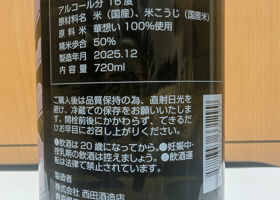 アルコール分 16度
原材料名 米(国産)、米こうじ(国産米)
原料米 華想い100%使用
精米歩合 50%
製造年月 2025.12
内容量 720ml
ご購入後は品質保持の為、直射日光を
避け、冷蔵での保存をお願いいたしま
す。開栓前後にかかわらず、できるだ
けお早目にお召し上がりください。
●飲酒は20歳になってから。●妊娠中・
授乳期の飲酒は控えましょう。●飲酒運
転は法律で禁止されています。
製造者
株式会社 西田酒造店